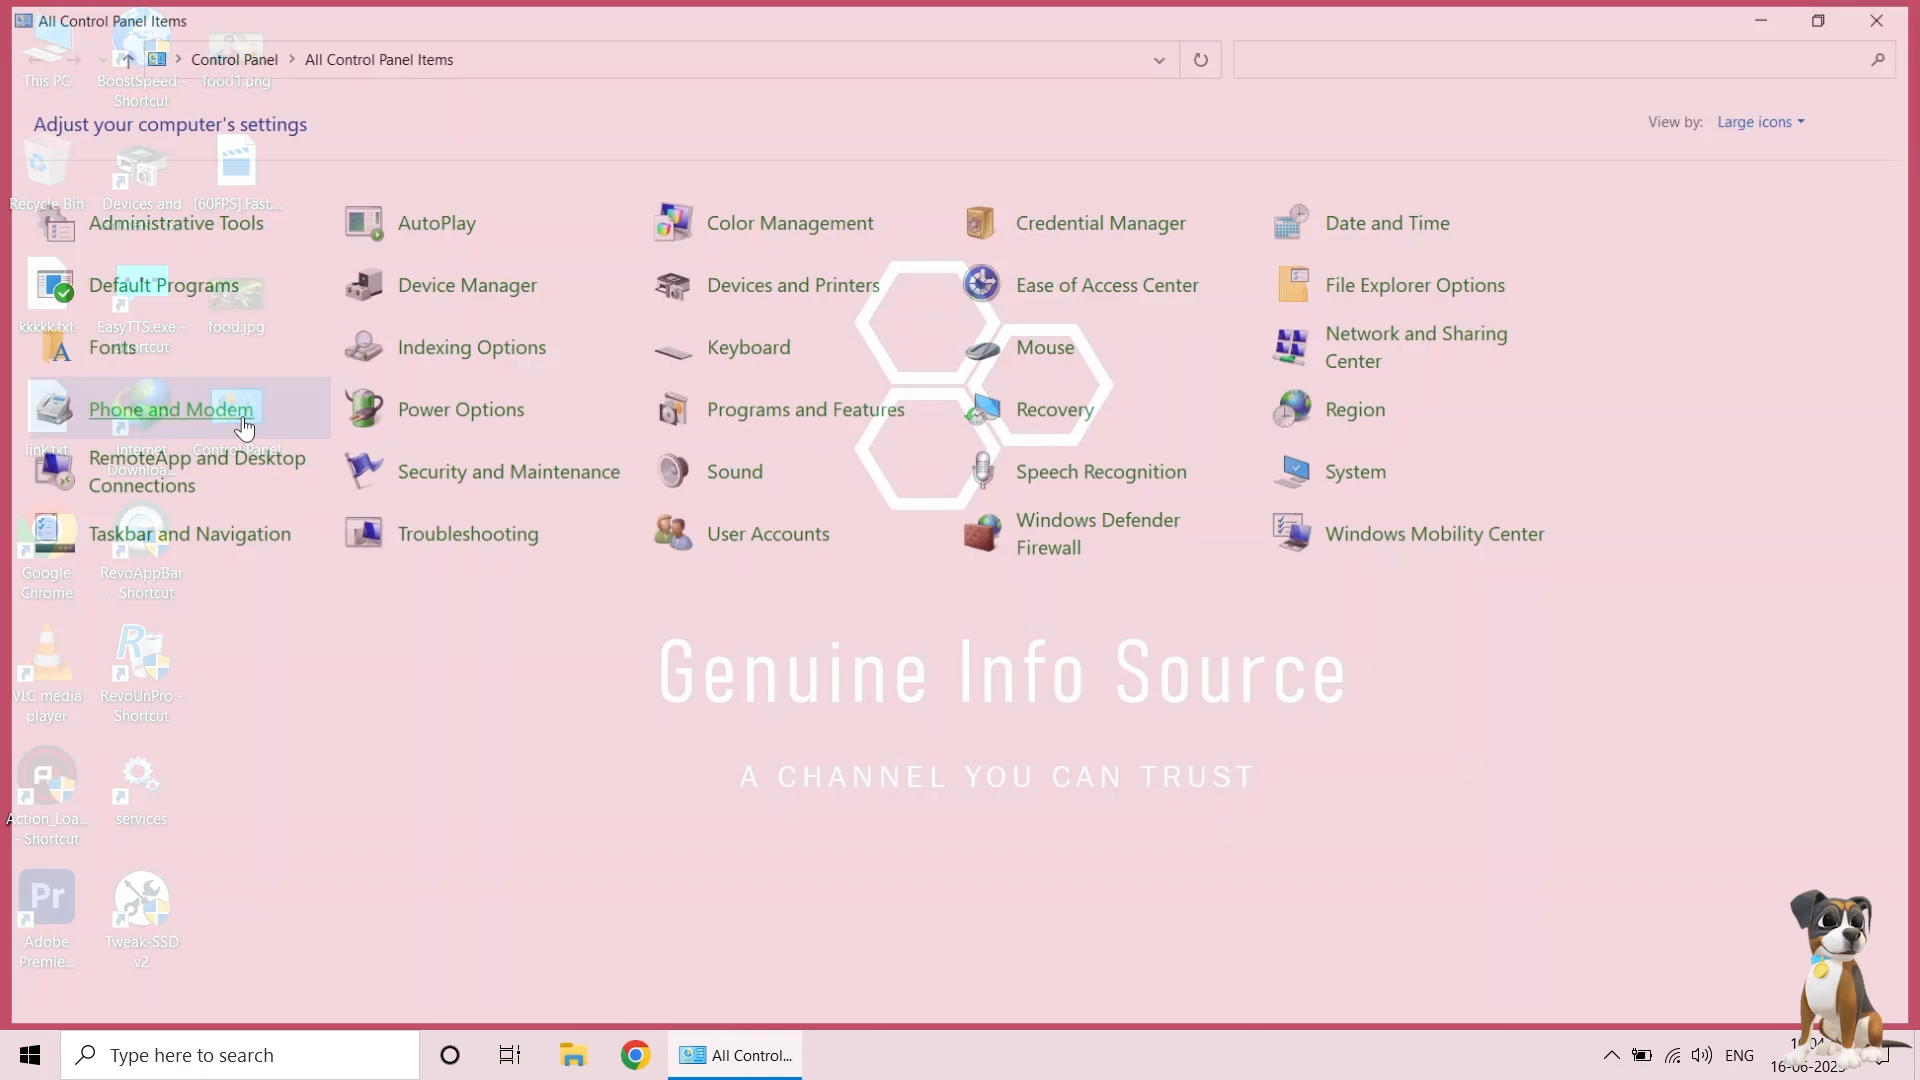 All Control Panel Items
Control Panel
All Control Panel Items
Adjust your computer's settings
View by: Large icons
Administrative Tools
AutoPlay
Color Management
Credential Manager
Date and Time
Default Programs
Device Manager
Devices and Printers
Ease of Access Center
File Explorer Options
Fonts
Indexing Options
Keyboard
Mouse
Network and Sharing
Center
Phone and Modem
Power Options
Programs and Features
Recovery
Region
RemoteApp and Desktop
Connections
Security and Maintenance
Sound
Speech Recognition
System
Taskbar and Navigation
Troubleshooting
User Accounts
Windows Defender
Firewall
Windows Mobility Center
This PC
BoostSpeed -
Shortcut
food1.png
Recycle Bin
Devices and
[60FPS].Fast....
kkkkk.txt
EasyTTS.exe -
food.jpg
link.txt
Internet
Downloa...
Control Panel
Google
Chrome
RevoAppBar
- Shortcut
VLC media
player
RevoUnPro -
Shortcut
Action_Loa...
- Shortcut
services
Pr
Adobe
Premie...
Tweak-SSD
v2
Genuine Info Source
A CHANNEL YOU CAN TRUST
Type here to search
All Control...
ENG